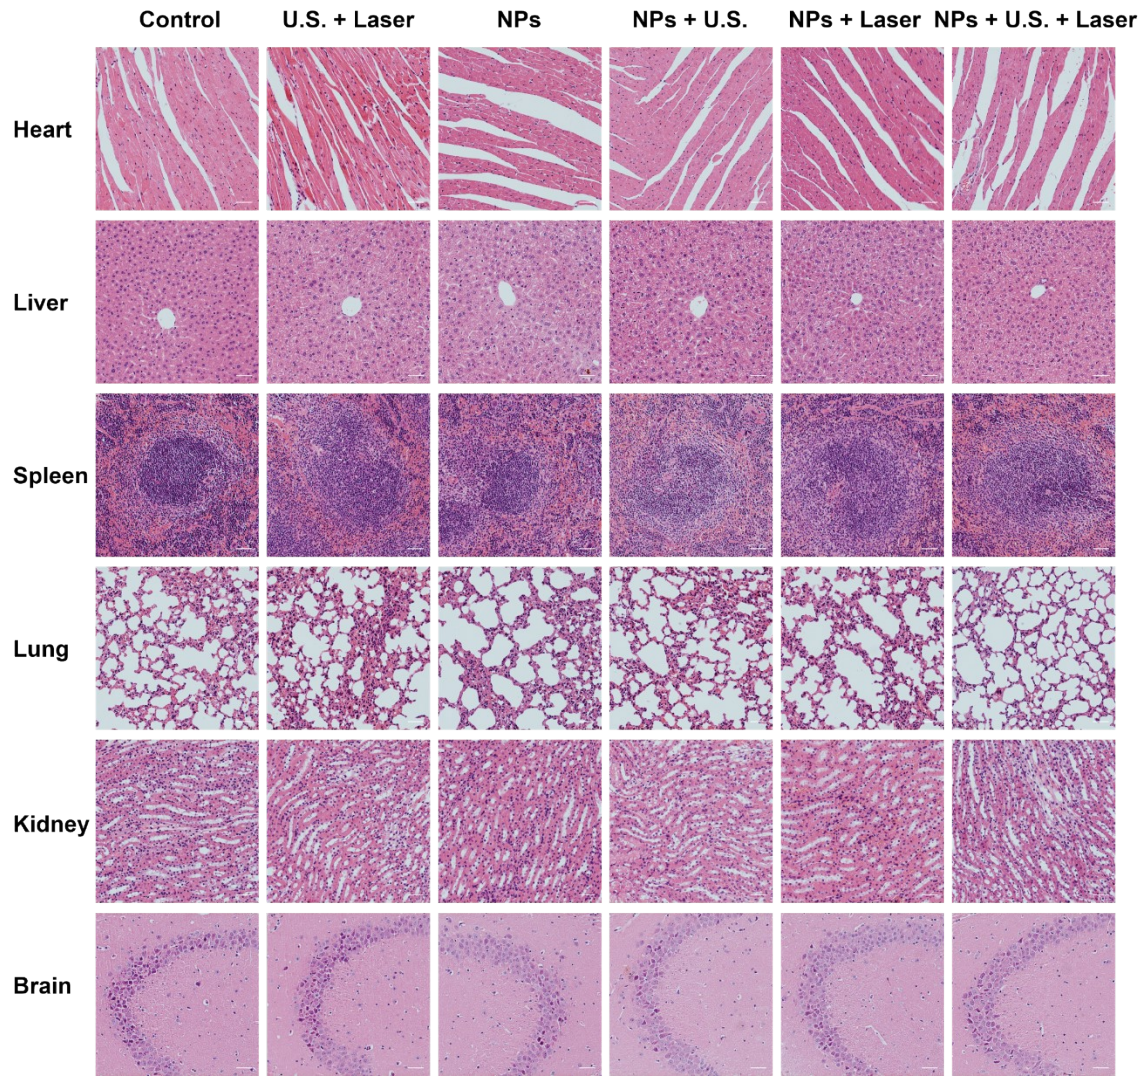 Control U.S. + Laser NPs NPs + U.S. NPs + Laser NPs + U.S. + Laser
Heart
Liver
Spleen
Lung
Kidney
Brain